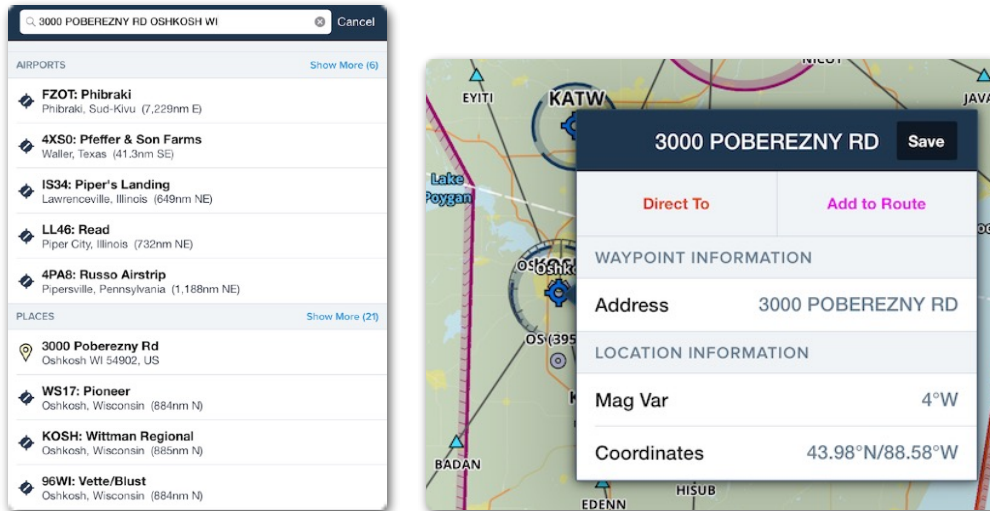 3000 POBEREZNY RD OSHKOSH WI
Cancel
AIRPORTS
Show More (6)
FZOT: Phibraki
Phibraki, Sud-Kivu (7,229nm E)
4XS0: Pfeffer & Son Farms
Waller, Texas (41.3nm SE)
IS34: Piper's Landing
Lawrenceville, Illinois (649nm NE)
LL46: Read
Piper City, Illinois (732nm NE)
4PA8: Russo Airstrip
Pipersville, Pennsylvania (1,188nm NE)
PLACES
Show More (21)
3000 Poberezny Rd
Oshkosh WI 54902, US
WS17: Pioneer
Oshkosh, Wisconsin (884nm N)
KOSH: Wittman Regional
Oshkosh, Wisconsin (885nm N)
96WI: Vette/Blust
Oshkosh, Wisconsin (884nm N)
EYITI
KATW
JAVA
Lake
Poygan
OS (395
BADAN
EDENN
HISUB
3000 POBEREZNY RD
Save
Direct To
Add to Route
WAYPOINT INFORMATION
Address
3000 POBEREZNY RD
LOCATION INFORMATION
Mag Var
4°W
Coordinates
43.98°N/88.58°W